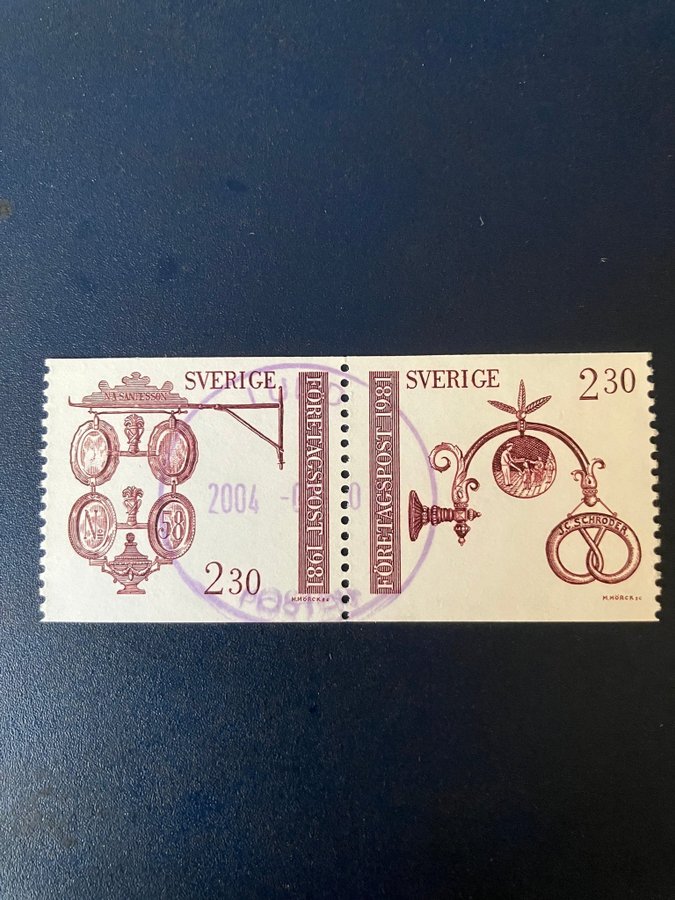 SVERIGE
N.A SANTESSON
No 58
2 30
FÖRETAGSPOST 1981
M.MÖRCK SC
SVERIGE
2 30
FÖRETAGSPOST 1981
J.C. SCHRÖDER
M.MÖRCK SC
2004
POSTEN